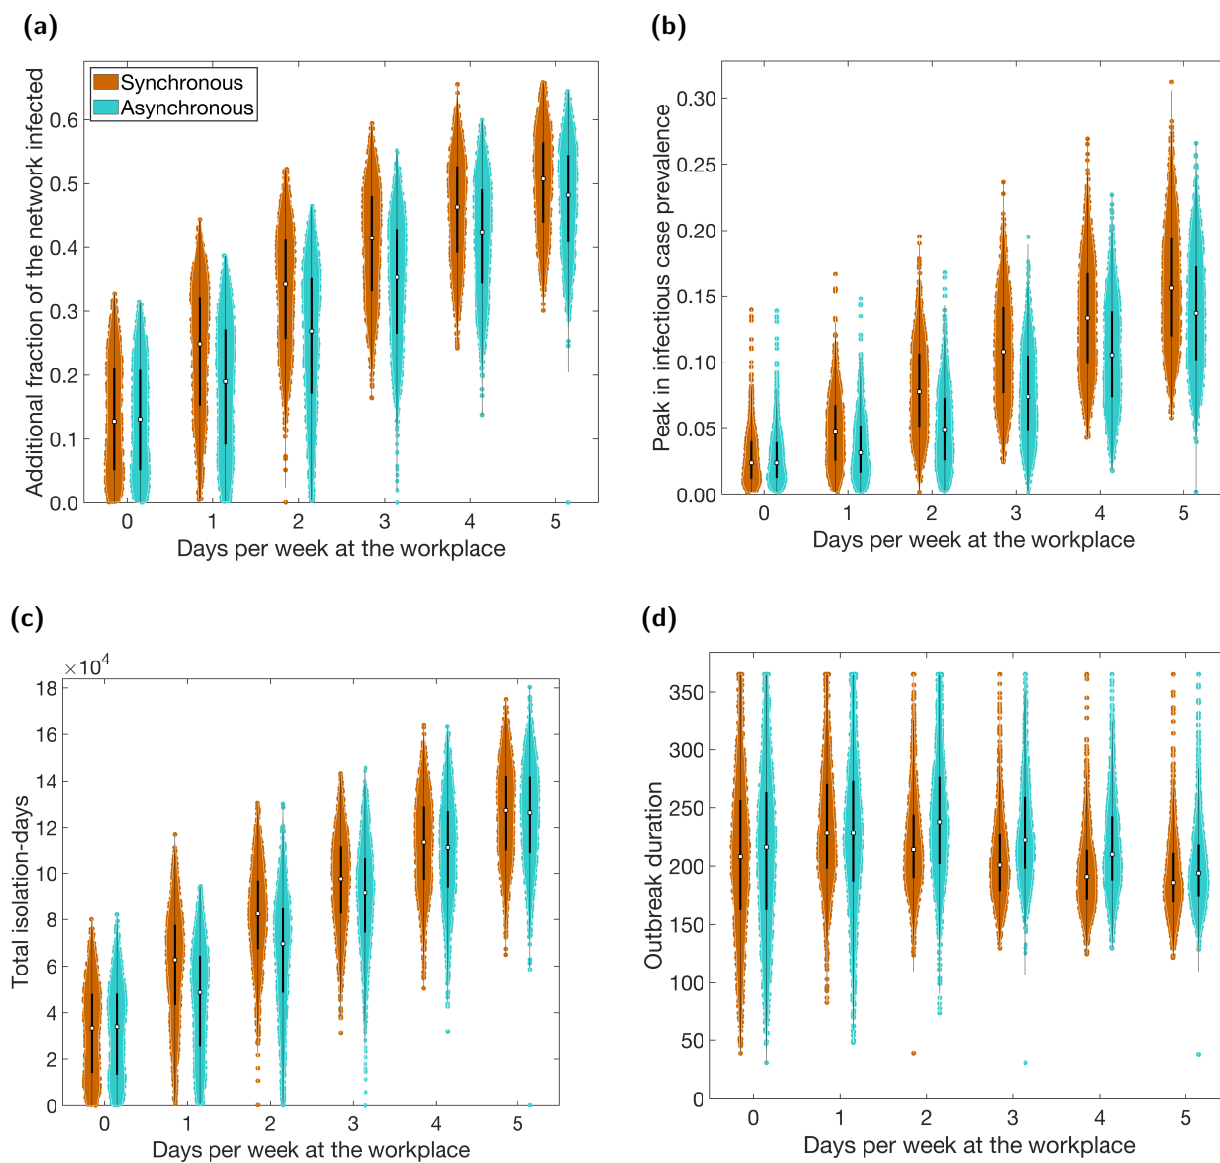 (a)
Synchronous
Asynchronous
Additional fraction of the network infected
0.6
0.5
0.4
0.3
0.2
0.1
0.0
0 1 2 3 4 5
Days per week at the workplace
(b)
Peak in infectious case prevalence
0.30
0.25
0.20
0.15
0.10
0.05
0.00
0 1 2 3 4 5
Days per week at the workplace
(c)
×10⁴
Total isolation-days
18
16
14
12
10
8
6
4
2
0
0 1 2 3 4 5
Days per week at the workplace
(d)
Outbreak duration
350
300
250
200
150
100
50
0
0 1 2 3 4 5
Days per week at the workplace